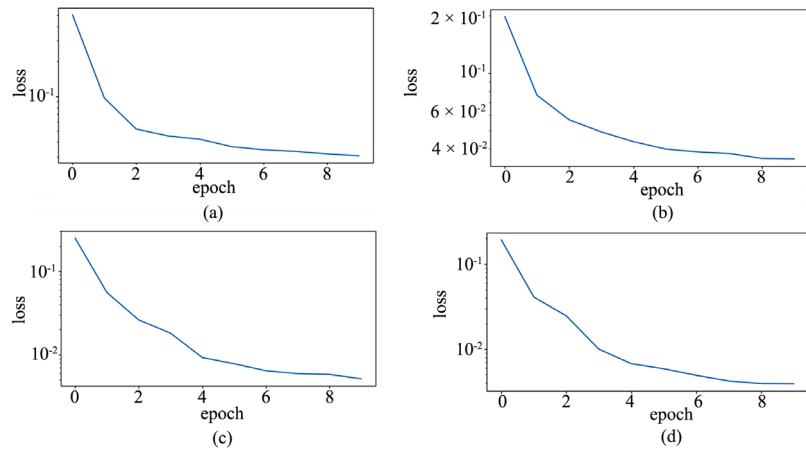 loss
10⁻¹
0 2 4 6 8
epoch
(a)
loss
2 × 10⁻¹
10⁻¹
6 × 10⁻²
4 × 10⁻²
0 2 4 6 8
epoch
(b)
loss
10⁻¹
10⁻²
0 2 4 6 8
epoch
(c)
loss
10⁻¹
10⁻²
0 2 4 6 8
epoch
(d)